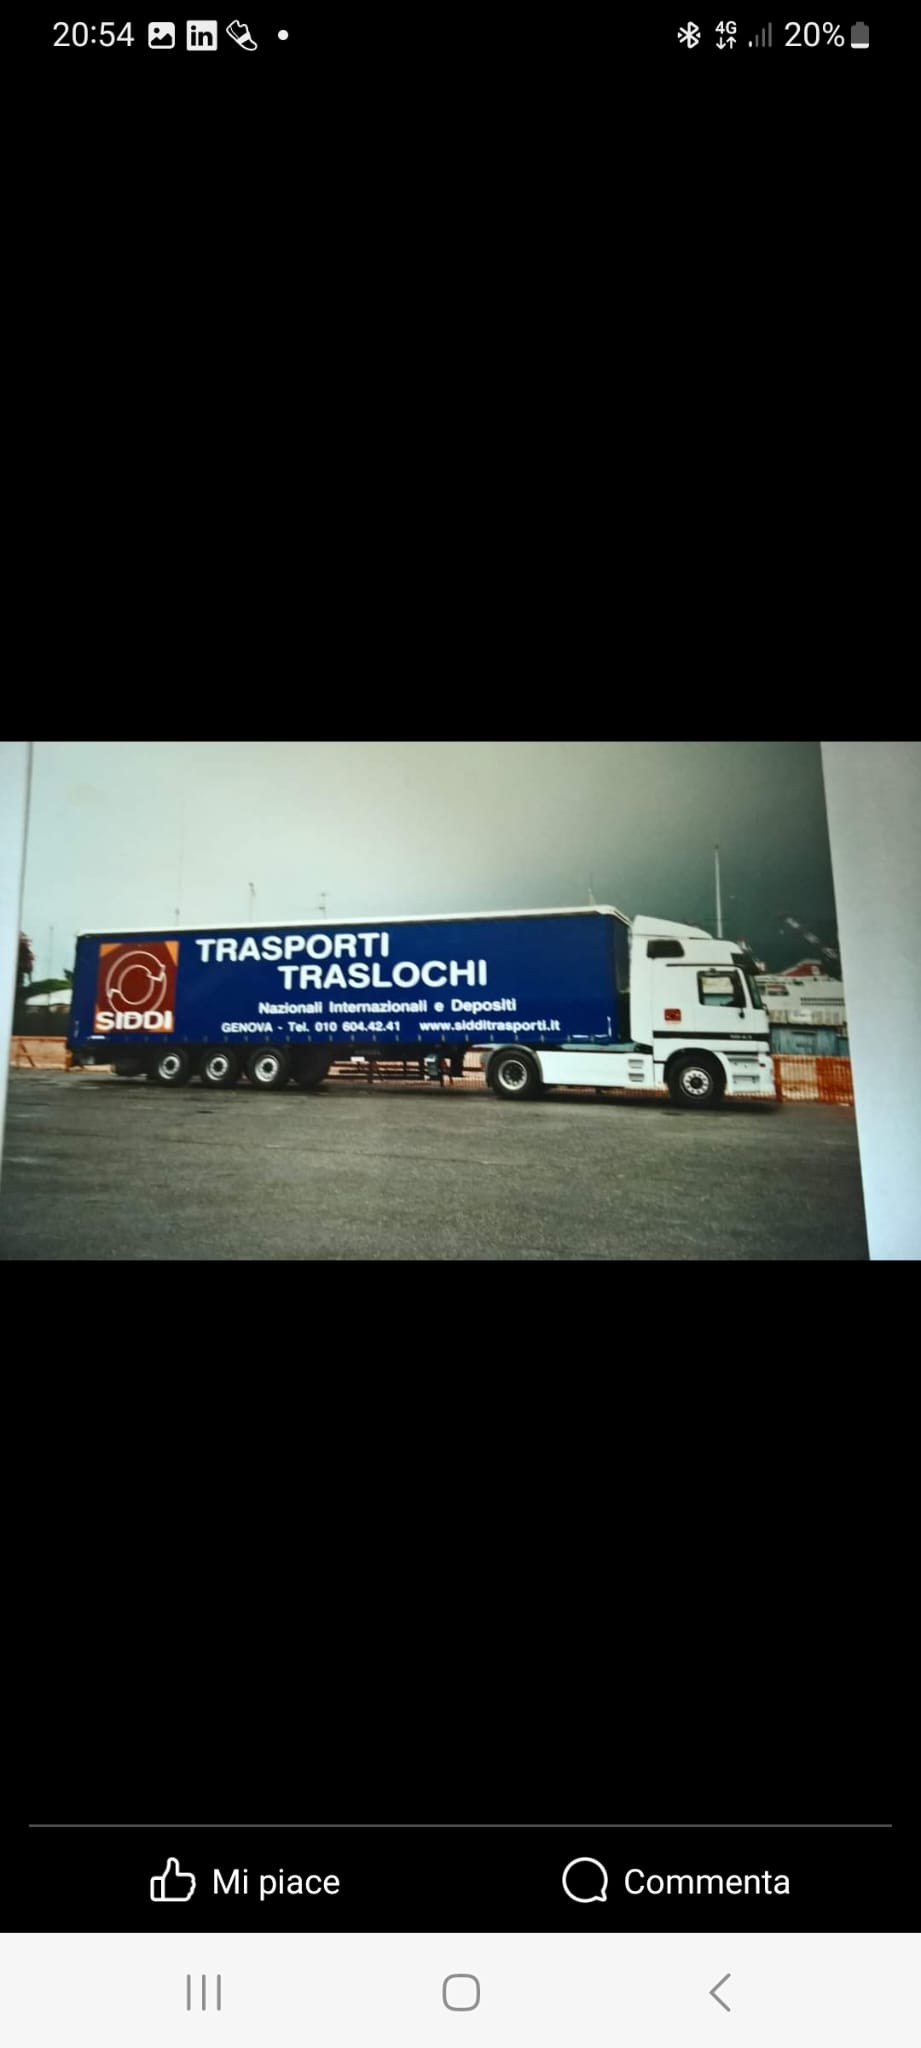 20:54
4G
20%
TRASPORTI
TRASLOCHI
Nazionali Internazionali e Depositi
SIDDI
GENOVA - Tel. 010 604.42.41 www.sidditrasporti.it
Mi piace
Commenta